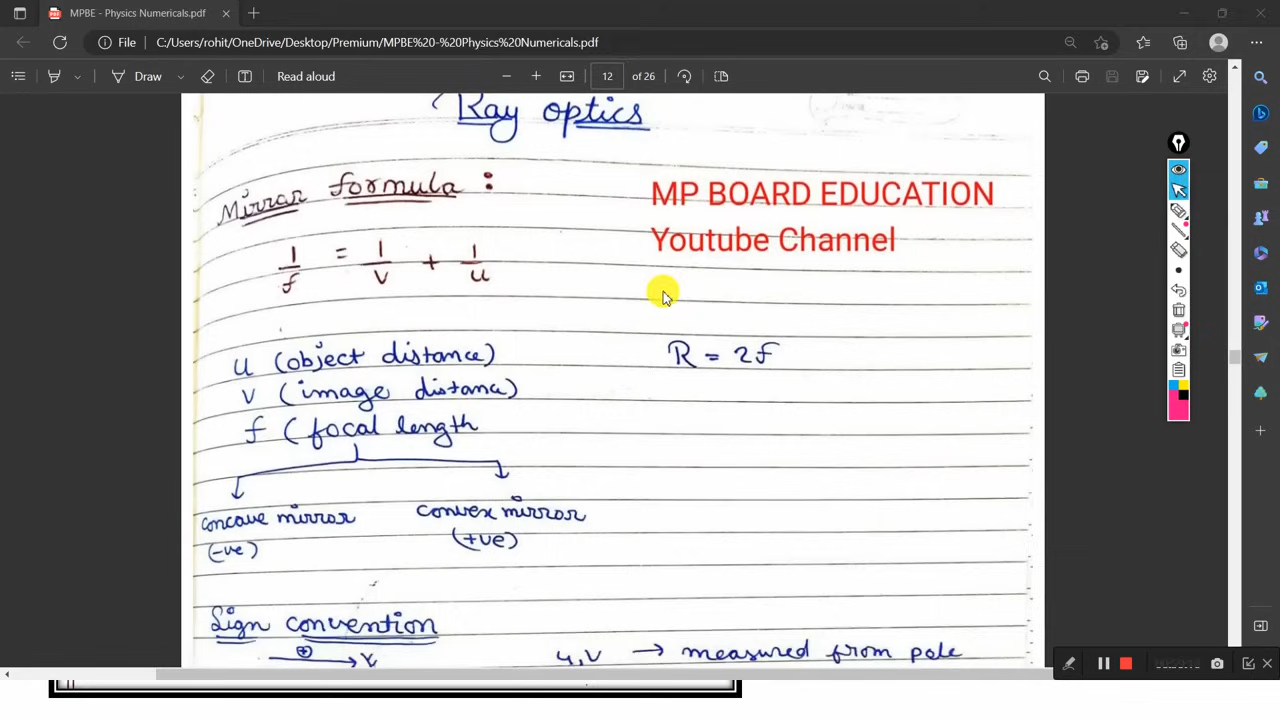 MPBE - Physics Numericals.pdf
File C:/Users/rohit/OneDrive/Desktop/Premium/MPBE%20-%20Physics%20Numericals.pdf
Draw Read aloud 12 of 26
Ray optics
Mirrar formula :
MP BOARD EDUCATION
Youtube Channel
1/f = 1/v + 1/u
u (object distance)
R = 2f
v (image distance)
f (focal length
concave mirror convex mirror
(-ve) (+ve)
Sign convention
⊕
x
u,v → measured from pole